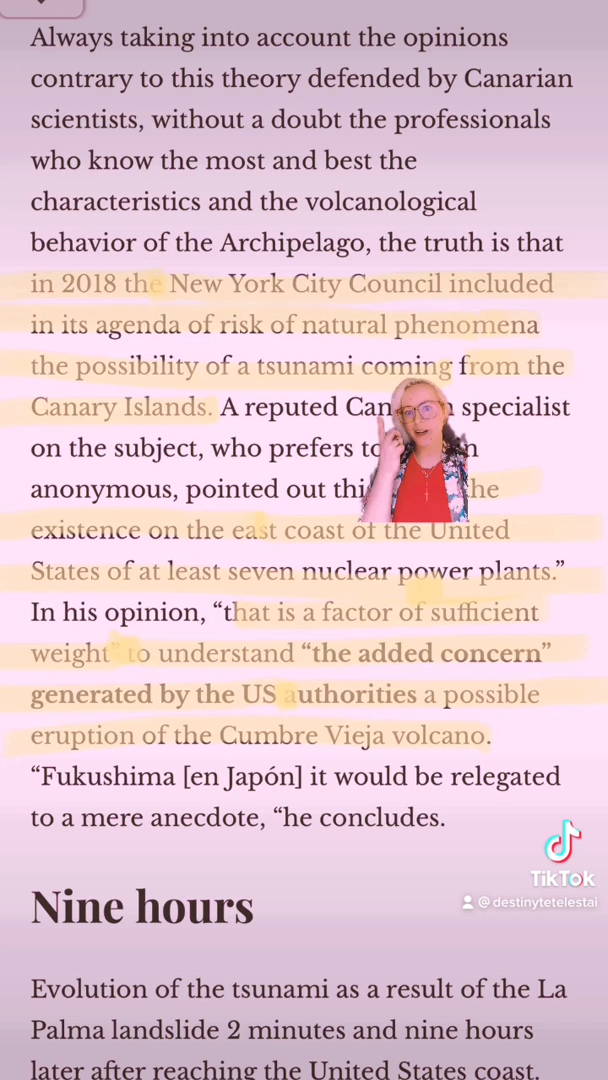 Always taking into account the opinions
contrary to this theory defended by Canarian
scientists, without a doubt the professionals
who know the most and best the
characteristics and the volcanological
behavior of the Archipelago, the truth is that
in 2018 the New York City Council included
in its agenda of risk of natural phenomena
the possibility of a tsunami coming from the
Canary Islands. A reputed specialist
on the subject, who prefers
anonymous, pointed out
existence on the east coast of the United
States of at least seven nuclear power plants.”
In his opinion, “that is a factor of sufficient
weight” to understand “the added concern”
generated by the US authorities a possible
eruption of the Cumbre Vieja volcano.
“Fukushima [en Japón] it would be relegated
to a mere anecdote, “he concludes.
TikTok
@destinytetelestai
Nine hours
Evolution of the tsunami as a result of the La
Palma landslide 2 minutes and nine hours
later after reaching the United States coast.